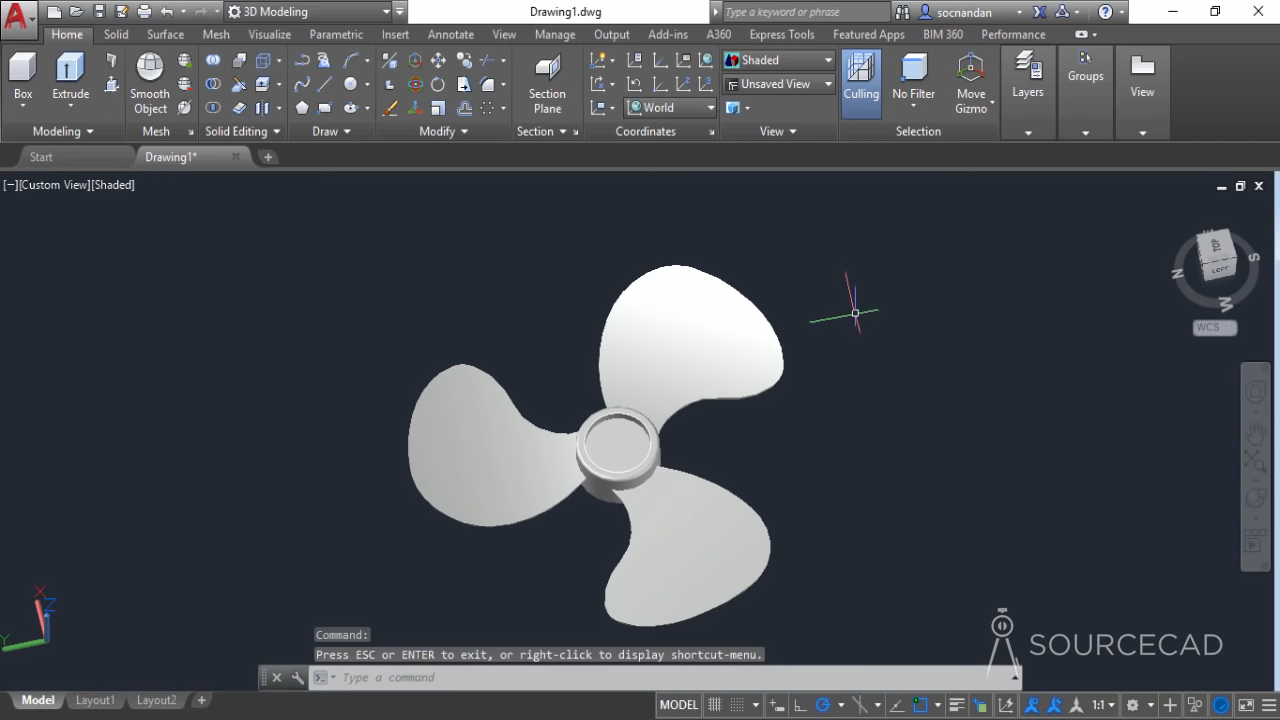 Drawing1.dwg
3D Modeling
Type a keyword or phrase
socnandan
Home Solid Surface Mesh Visualize Parametric Insert Annotate View Manage Output Add-ins A360 Express Tools Featured Apps BIM 360 Performance
Box
Extrude
Smooth
Object
Section
Plane
World
Shaded
Unsaved View
Culling
No Filter
Move
Gizmo
Layers
Groups
View
Modeling Mesh Solid Editing Draw Modify Section Coordinates View Selection
Start
Drawing1*
[−][Custom View][Shaded]
TOP
LEFT
N
S
W
WCS
X
Z
Y
Command:
Press ESC or ENTER to exit, or right-click to display shortcut-menu.
Type a command
SOURCECAD
Model Layout1 Layout2
MODEL
1:1